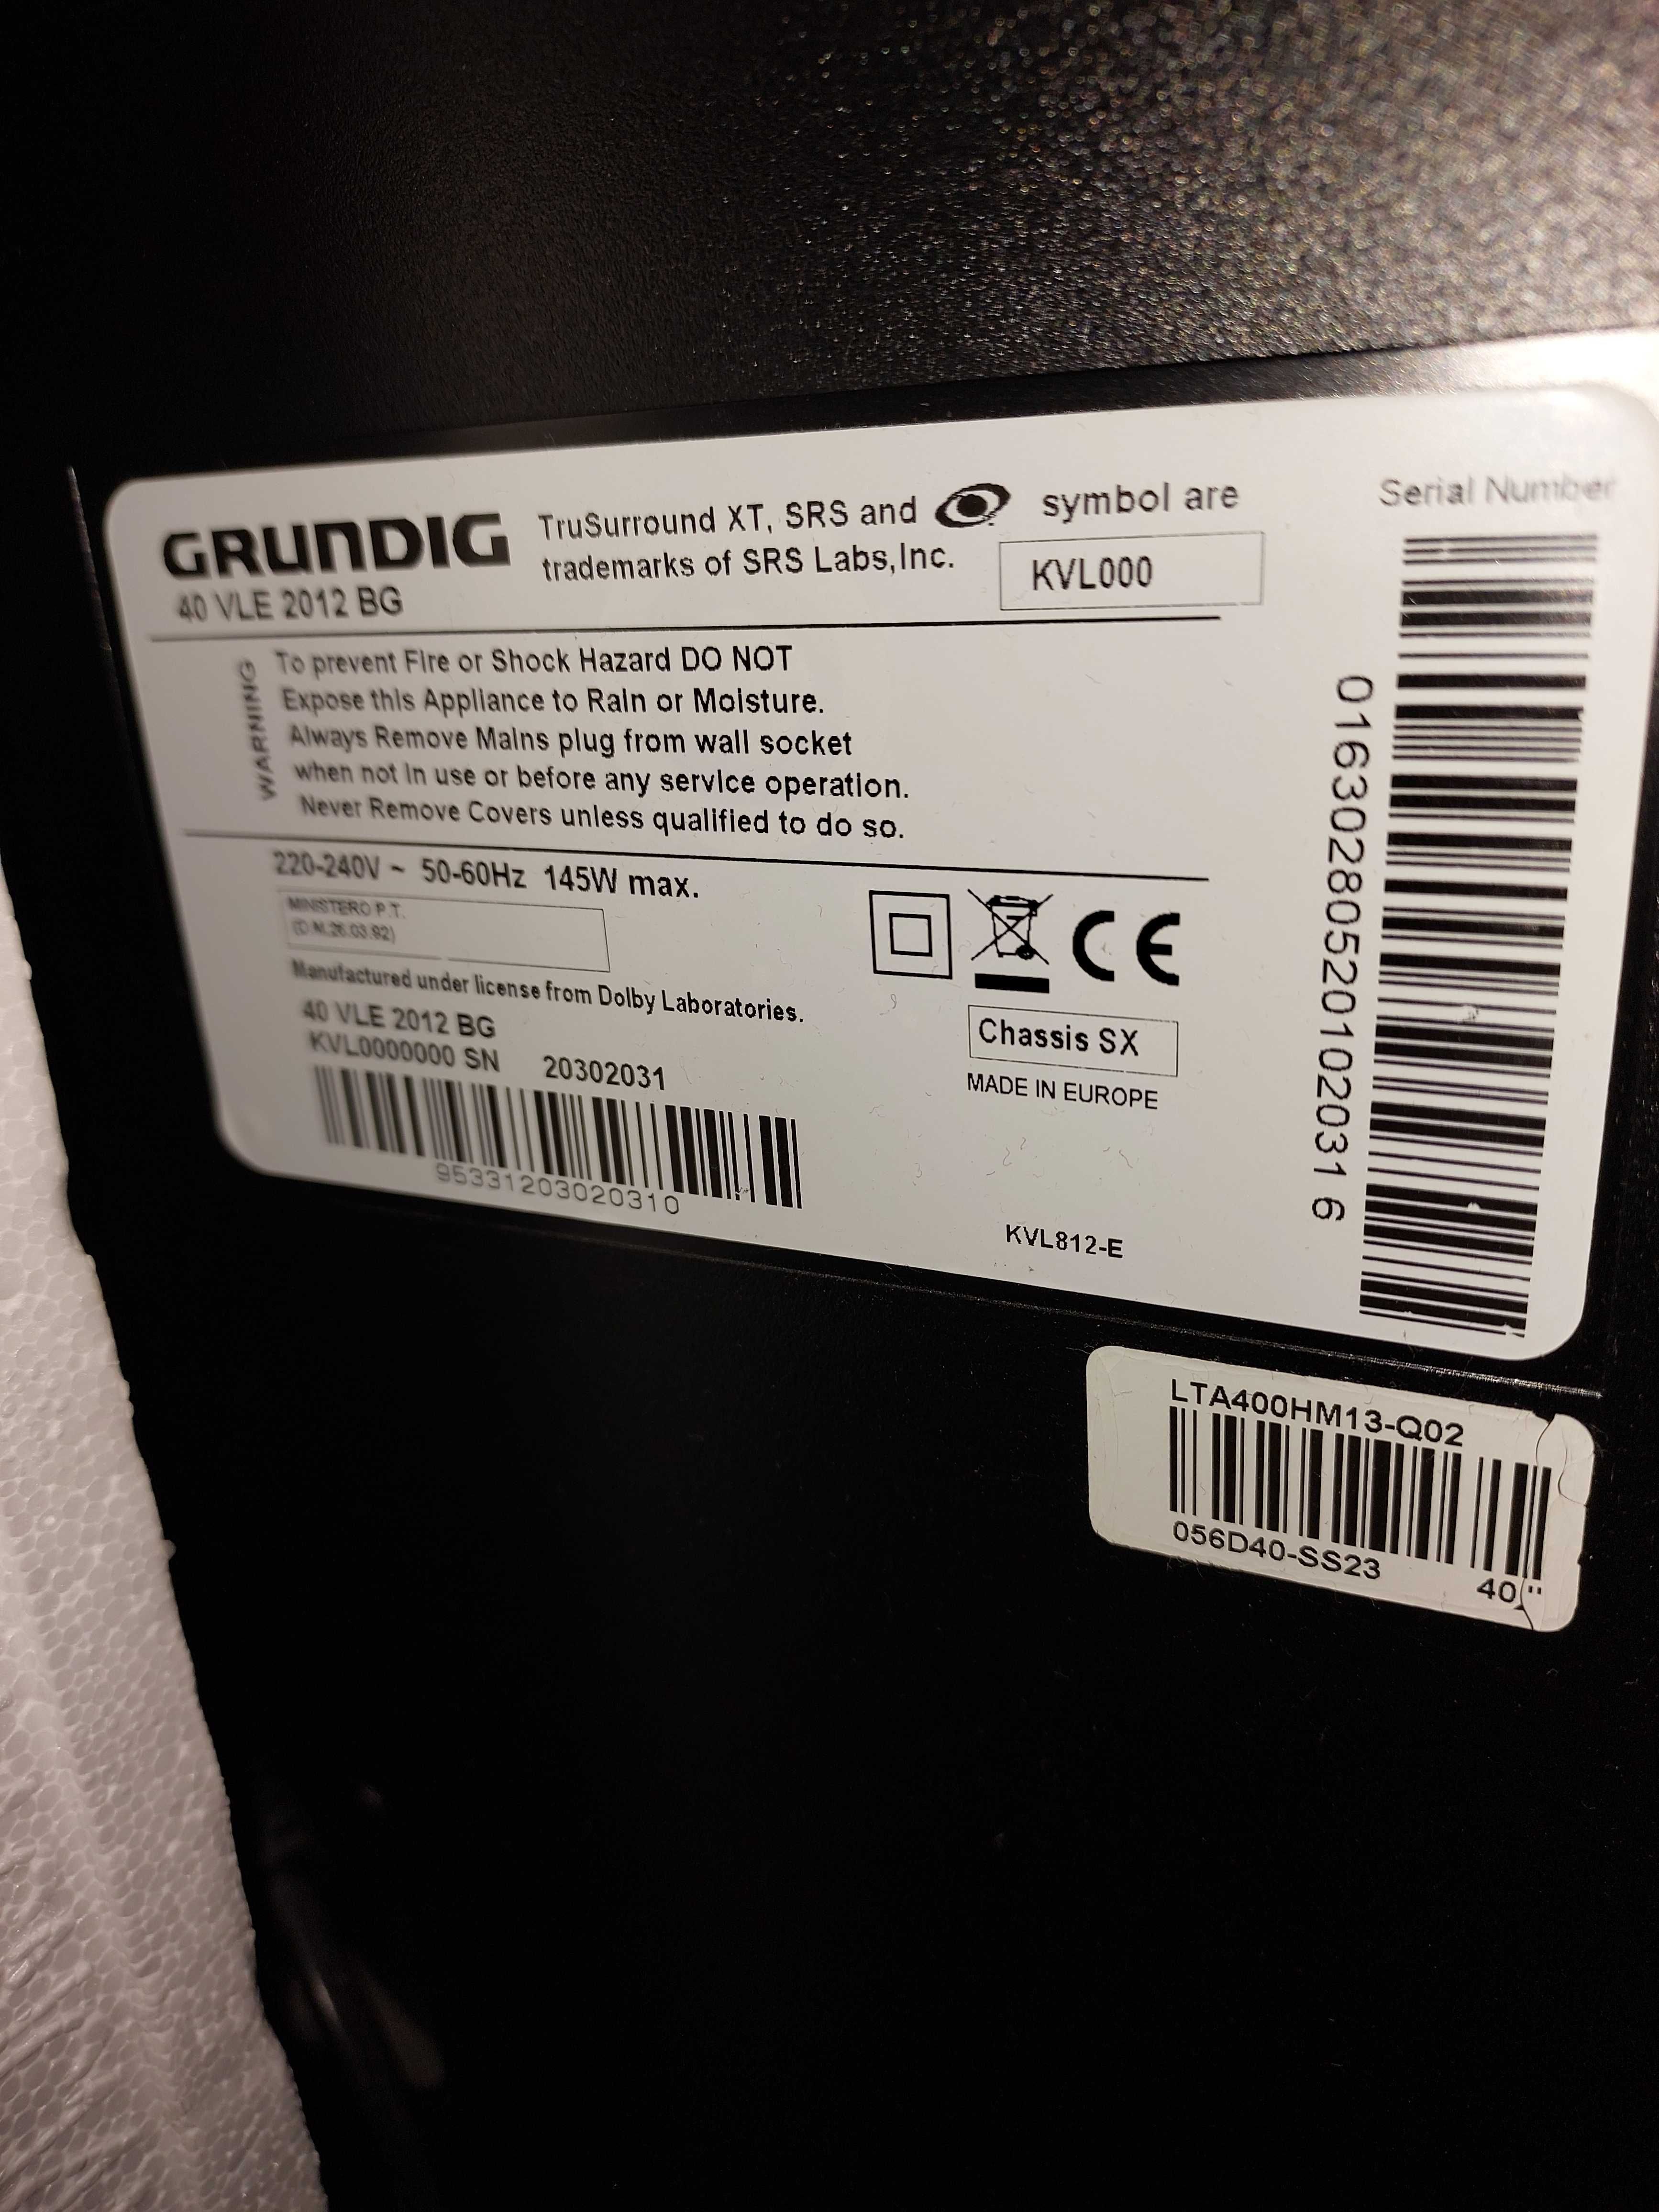 GRUNDIG
40 VLE 2012 BG
TruSurround XT, SRS and symbol are
trademarks of SRS Labs,Inc.
KVL000
Serial Number
WARNING
To prevent Fire or Shock Hazard DO NOT
Expose this Appliance to Rain or Moisture.
Always Remove Mains plug from wall socket
when not in use or before any service operation.
Never Remove Covers unless qualified to do so.
220-240V ~ 50-60Hz 145W max.
MINISTERO P.T.
(D.M.26.03.92)
Manufactured under license from Dolby Laboratories.
40 VLE 2012 BG
KVL0000000 SN 20302031
95331203020310
CE
Chassis SX
MADE IN EUROPE
KVL812-E
01630280520102031 6
LTA400HM13-Q02
056D40-SS23
40"